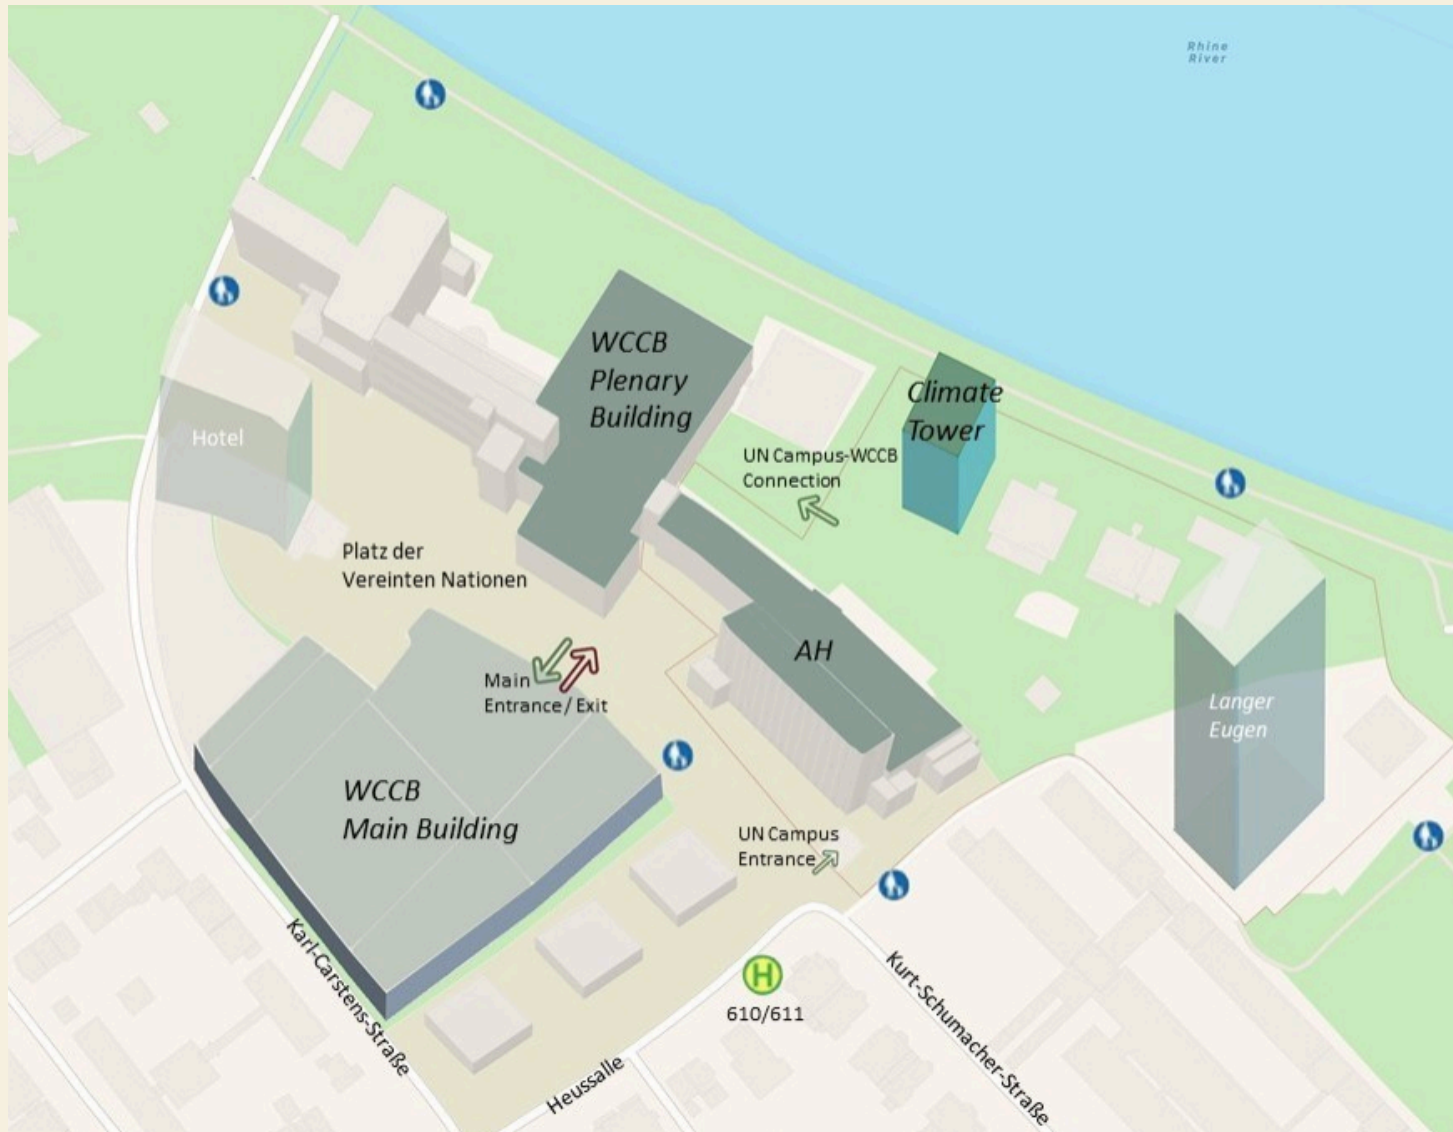 Rhine
River
WCCB
Plenary
Building
Climate
Tower
Hotel
UN Campus-WCCB
Connection
Platz der
Vereinten Nationen
AH
Main
Entrance / Exit
Langer
Eugen
WCCB
Main Building
UN Campus
Entrance
Karl-Carstens-Straße
H
610/611
Kurt-Schumacher-Straße
Heussalle